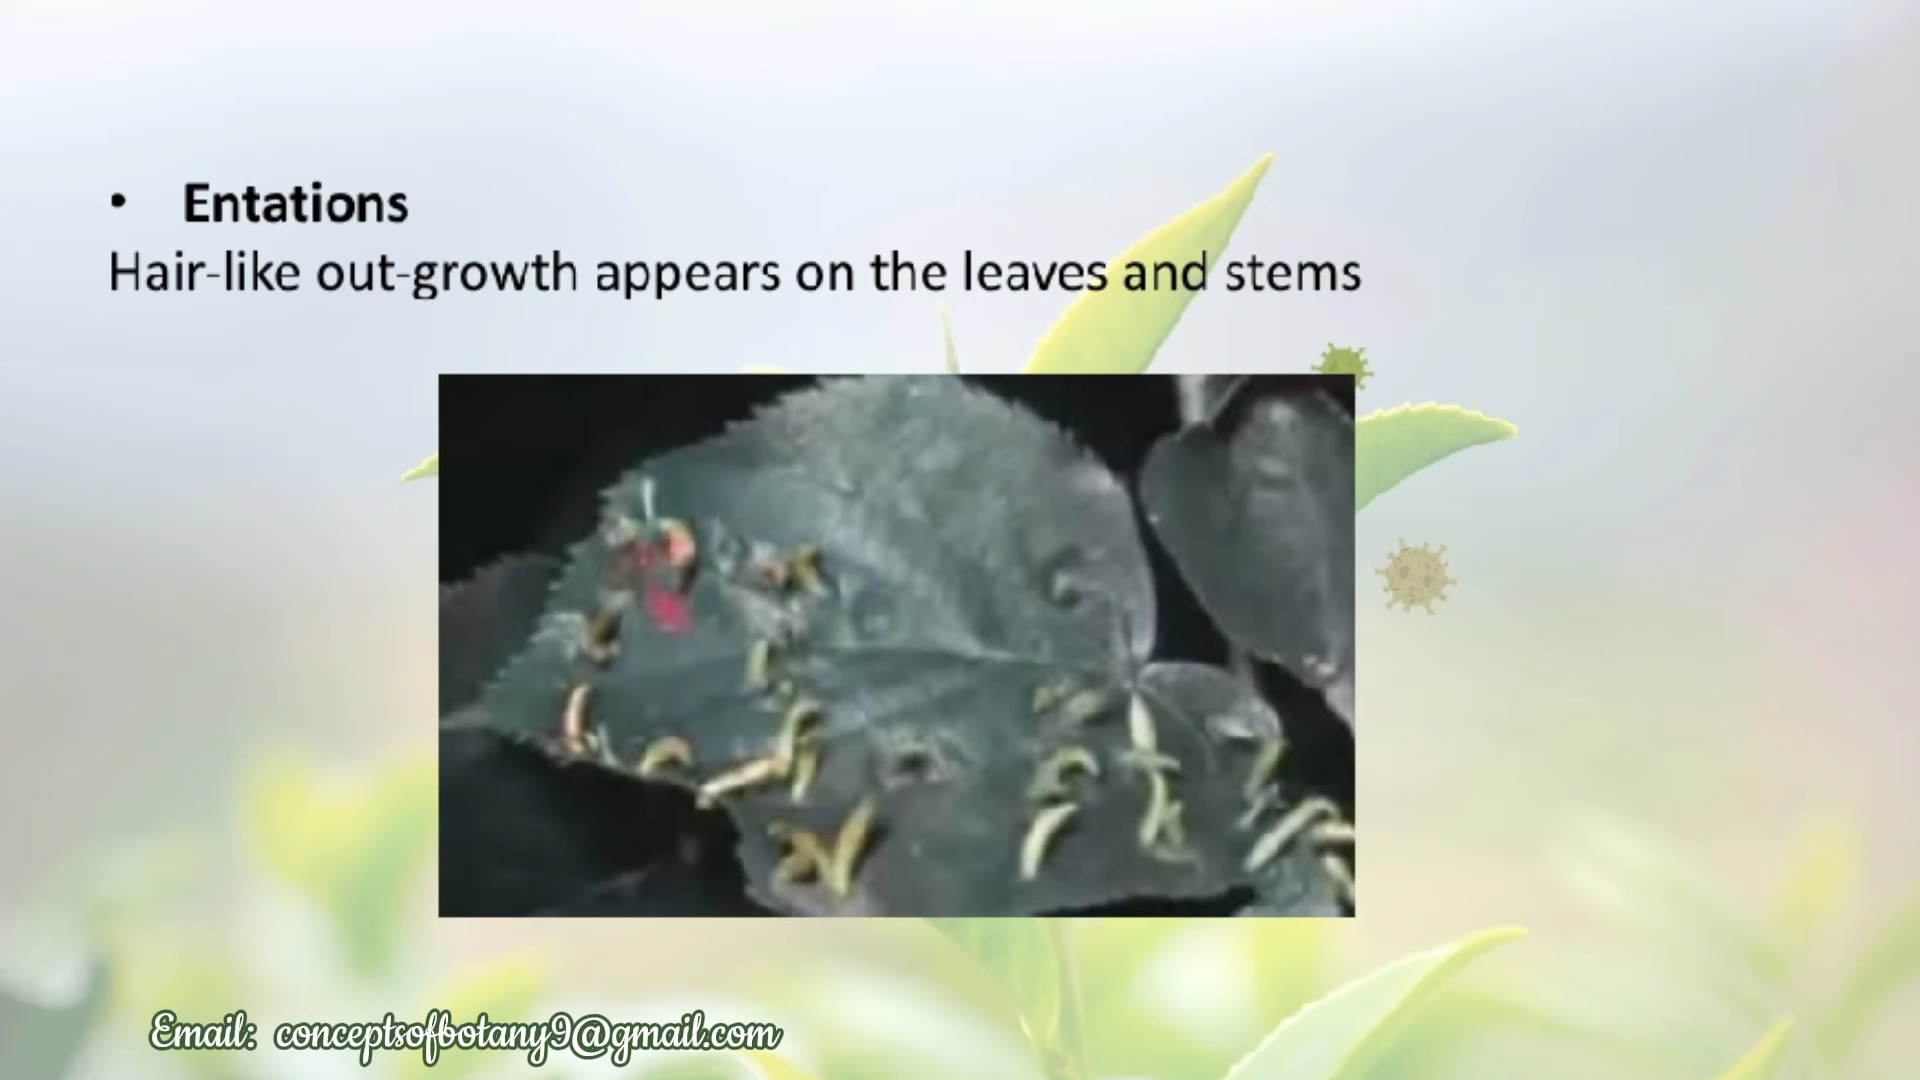 • Entations
Hair-like out-growth appears on the leaves and stems
Email: conceptsofbotany9@gmail.com